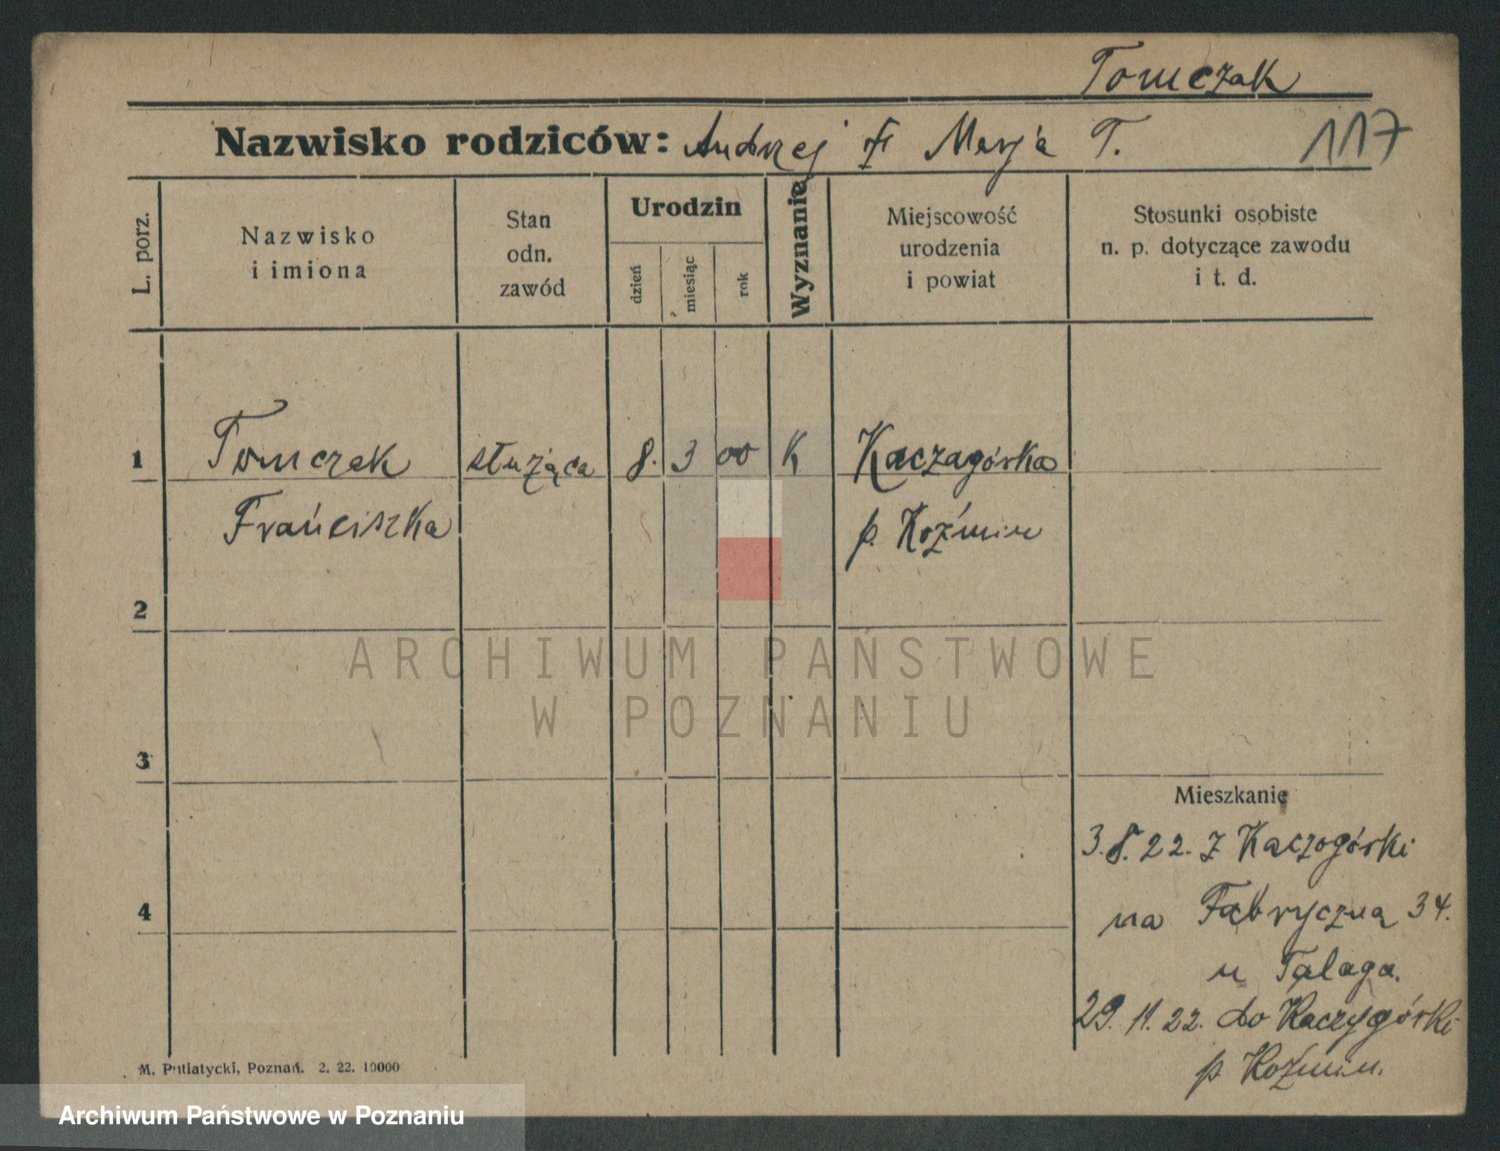 Tomczak
Nazwisko rodziców: Andrzej Marja T.
117
L. porz.
Nazwisko
i imiona
Stan
odn.
zawód
Urodzin
dzień
miesiąc
rok
Wyznanie
Miejscowość
urodzenia
i powiat
Stosunki osobiste
n. p. dotyczące zawodu
i t. d.
1 Tomczak służąca 8. 3 00 K Kaczagórka
Franciszka p. Koźmin
2
ARCHIWUM PAŃSTWOWE
W POZNANIU
3
Mieszkanie
3.8.22. z Kaczogórki
4
na Fabryczną 34.
u Talaga.
29.11.22. do Kaczygórki
p Koźmin.
M. Putiatycki, Poznań. 2. 22. 10000
Archiwum Państwowe w Poznaniu